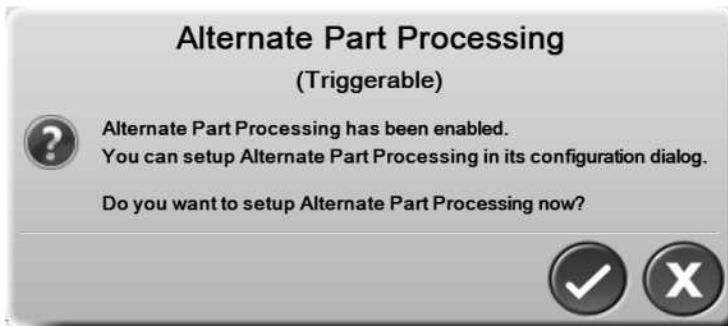 Alternate Part Processing
(Triggerable)
Alternate Part Processing has been enabled.
You can setup Alternate Part Processing in its configuration dialog.
Do you want to setup Alternate Part Processing now?